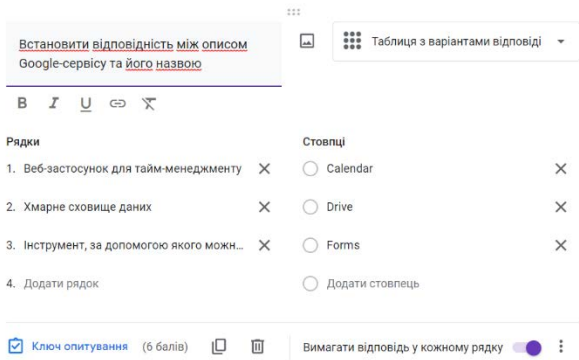 Встановити відповідність між описом
Google-сервісу та його назвою
Таблиця з варіантами відповіді
B I U
Рядки
1. Веб-застосунок для тайм-менеджменту
2. Хмарне сховище даних
3. Інструмент, за допомогою якого можн...
4. Додати рядок
Стовпці
Calendar
Drive
Forms
Додати стовпець
Ключ опитування (6 балів)
Вимагати відповідь у кожному рядку